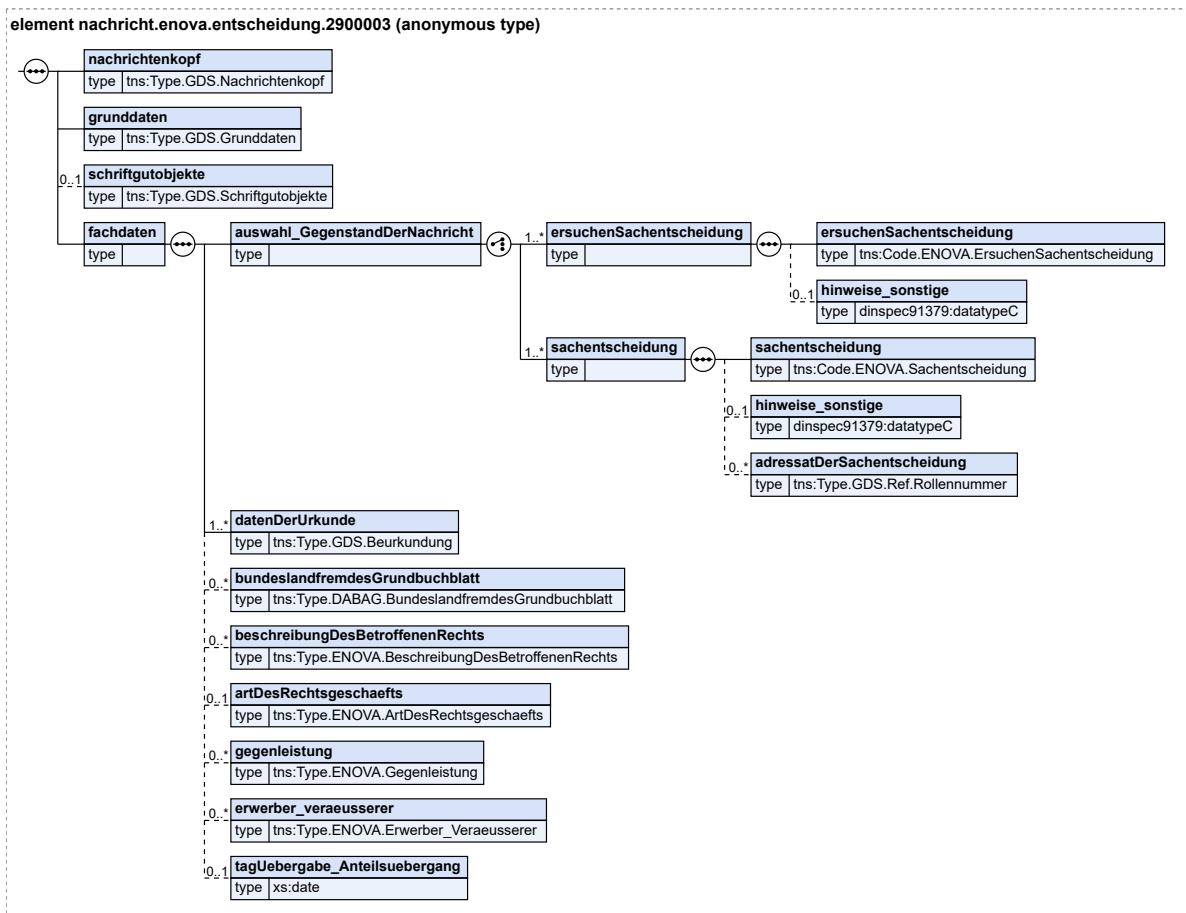 element nachricht.enova.entscheidung.2900003 (anonymous type)
nachrichtenkopf
type tns:Type.GDS.Nachrichtenkopf
grunddaten
type tns:Type.GDS.Grunddaten
0..1 schriftgutobjekte
type tns:Type.GDS.Schriftgutobjekte
fachdaten
type
auswahl_GegenstandDerNachricht
type
1..* ersuchenSachentscheidung
type
ersuchenSachentscheidung
type tns:Code.ENOVA.ErsuchenSachentscheidung
0..1 hinweise_sonstige
type dinspec91379:datatypeC
1..* sachentscheidung
type
sachentscheidung
type tns:Code.ENOVA.Sachentscheidung
0..1 hinweise_sonstige
type dinspec91379:datatypeC
0..* adressatDerSachentscheidung
type tns:Type.GDS.Ref.Rollennummer
1..* datenDerUrkunde
type tns:Type.GDS.Beurkundung
0..* bundeslandfremdesGrundbuchblatt
type tns:Type.DABAG.BundeslandfremdesGrundbuchblatt
0..* beschreibungDesBetroffenenRechts
type tns:Type.ENOVA.BeschreibungDesBetroffenenRechts
0..1 artDesRechtsgeschaefts
type tns:Type.ENOVA.ArtDesRechtsgeschaefts
0..* gegenleistung
type tns:Type.ENOVA.Gegenleistung
0..* erwerber_veraeusserer
type tns:Type.ENOVA.Erwerber_Veraeusserer
0..1 tagUebergabe_Anteilsuebergang
type xs:date